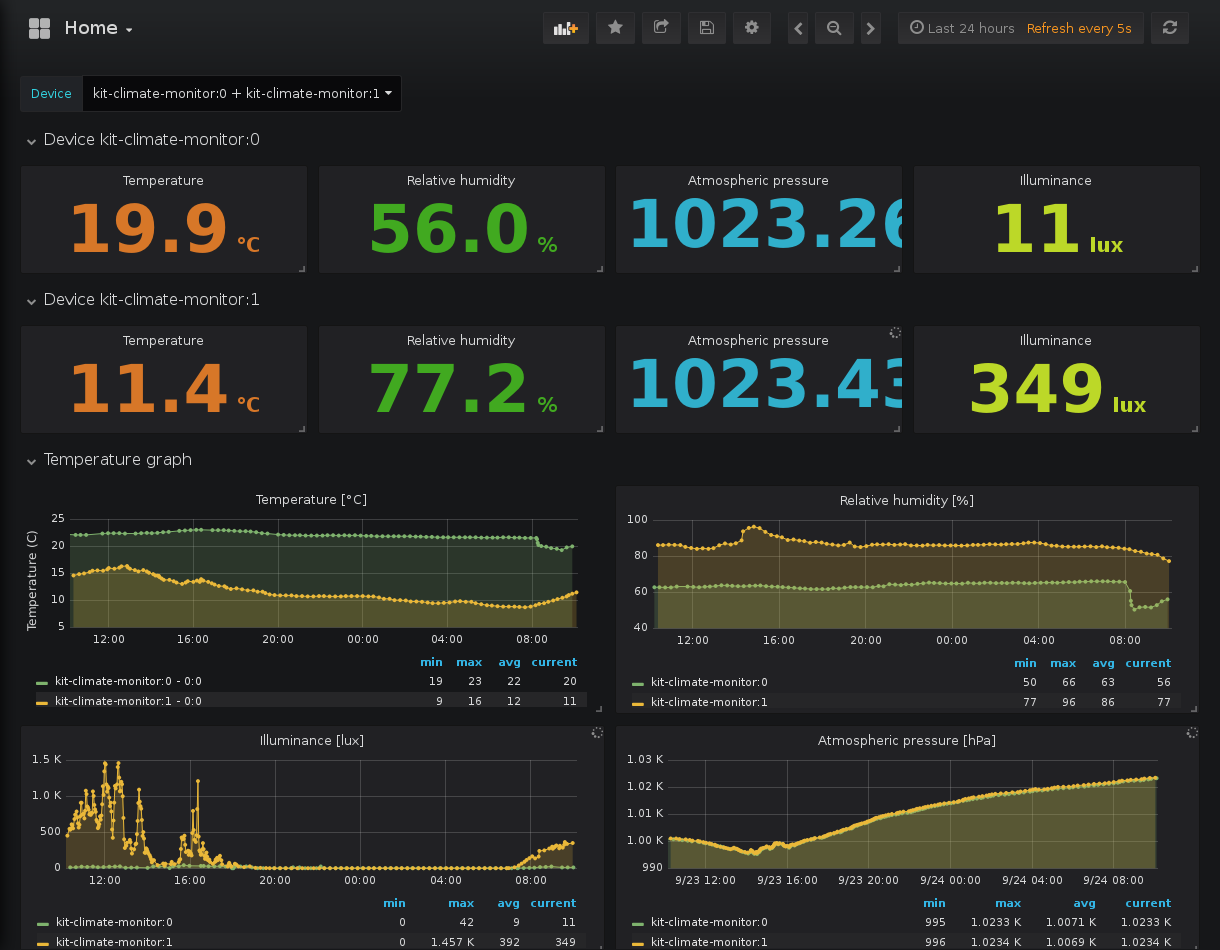 Home
Last 24 hours Refresh every 5s
Device kit-climate-monitor:0 + kit-climate-monitor:1
Device kit-climate-monitor:0
Temperature
19.9 °C
Relative humidity
56.0 %
Atmospheric pressure
1023.26
Illuminance
11 lux
Device kit-climate-monitor:1
Temperature
11.4 °C
Relative humidity
77.2 %
Atmospheric pressure
1023.43
Illuminance
349 lux
Temperature graph
Temperature [°C]
Temperature (C)
25
20
15
10
5
12:00 16:00 20:00 00:00 04:00 08:00
min max avg current
kit-climate-monitor:0 - 0:0 19 23 22 20
kit-climate-monitor:1 - 0:0 9 16 12 11
Relative humidity [%]
100
80
60
40
12:00 16:00 20:00 00:00 04:00 08:00
min max avg current
kit-climate-monitor:0 50 66 63 56
kit-climate-monitor:1 77 96 86 77
Illuminance [lux]
1.5 K
1.0 K
500
0
12:00 16:00 20:00 00:00 04:00 08:00
min max avg current
kit-climate-monitor:0 0 42 9 11
kit-climate-monitor:1 0 1.457 K 392 349
Atmospheric pressure [hPa]
1.03 K
1.02 K
1.01 K
1.00 K
990
9/23 12:00 9/23 16:00 9/23 20:00 9/24 00:00 9/24 04:00 9/24 08:00
min max avg current
kit-climate-monitor:0 995 1.0233 K 1.0071 K 1.0233 K
kit-climate-monitor:1 996 1.0234 K 1.0069 K 1.0234 K